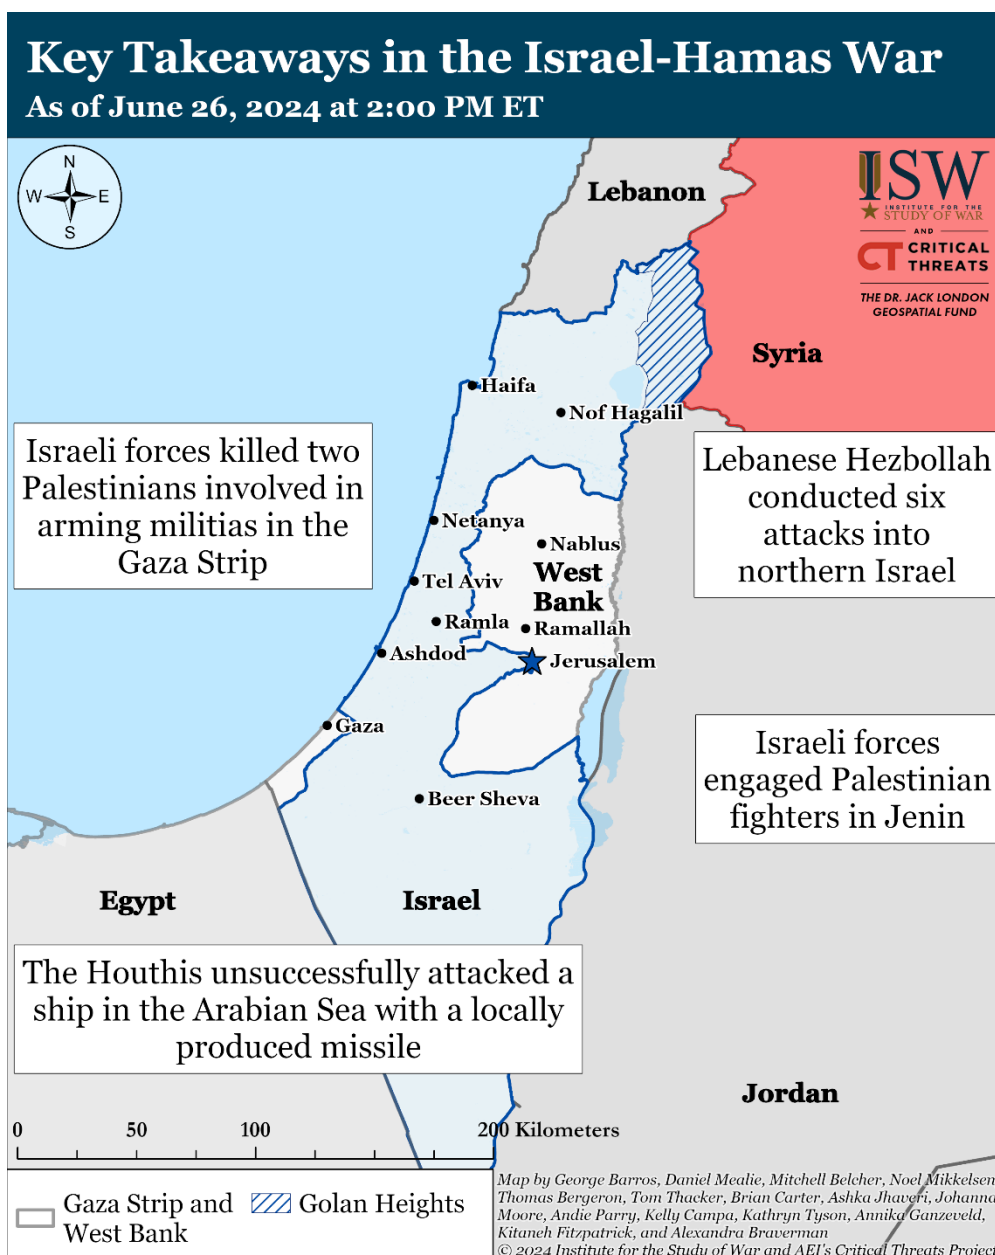 Key Takeaways in the Israel-Hamas War
As of June 26, 2024 at 2:00 PM ET
N
W
E
S
Lebanon
ISW
INSTITUTE FOR THE
STUDY OF WAR
AND
CT CRITICAL
THREATS
THE DR. JACK LONDON
GEOSPATIAL FUND
Syria
Haifa
Nof Hagalil
Israeli forces killed two
Palestinians involved in
arming militias in the
Gaza Strip
Lebanese Hezbollah
conducted six
attacks into
northern Israel
Netanya
Nablus
West
Bank
Tel Aviv
Ramla
Ramallah
Ashdod
Jerusalem
Gaza
Israeli forces
engaged Palestinian
fighters in Jenin
Beer Sheva
Egypt
Israel
The Houthis unsuccessfully attacked a
ship in the Arabian Sea with a locally
produced missile
Jordan
0 50 100 200 Kilometers
Gaza Strip and
West Bank
Golan Heights
Map by George Barros, Daniel Mealie, Mitchell Belcher, Noel Mikkelsen,
Thomas Bergeron, Tom Thacker, Brian Carter, Ashka Jhaveri, Johanna
Moore, Andie Parry, Kelly Campa, Kathryn Tyson, Annika Ganzeveld,
Kitaneh Fitzpatrick, and Alexandra Braverman
© 2024 Institute for the Study of War and AEI's Critical Threats Project